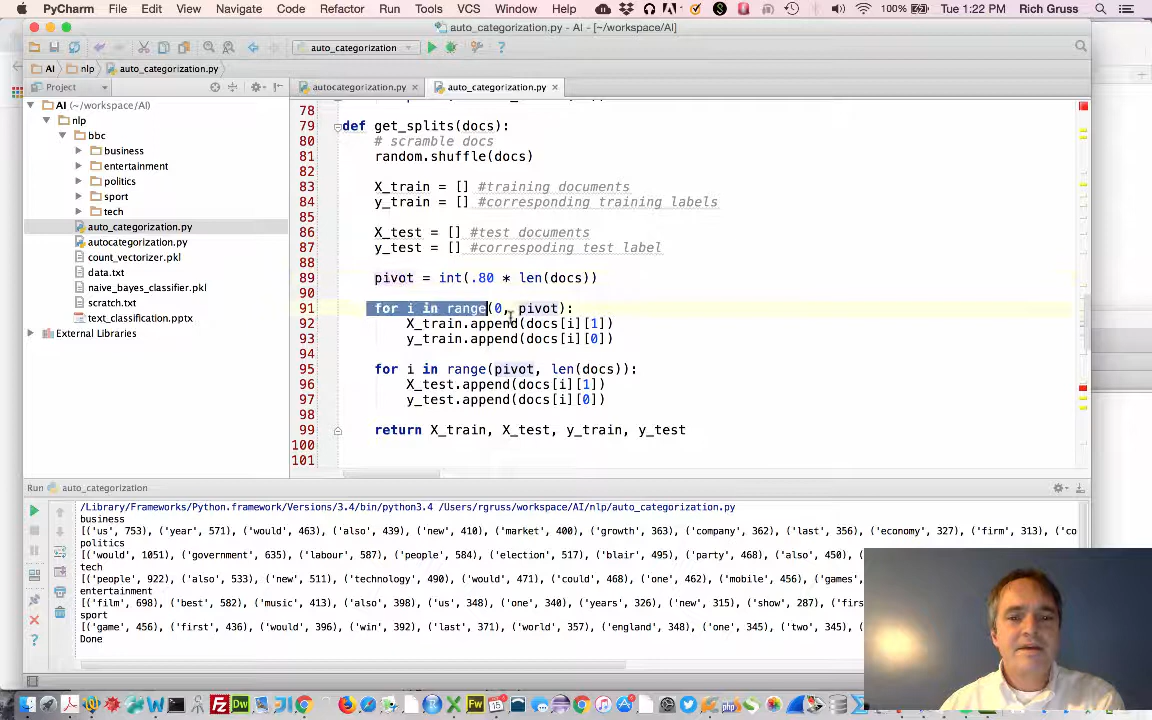 PyCharm File Edit View Navigate Code Refactor Run Tools VCS Window Help 100% Tue 1:22 PM Rich Gruss
auto_categorization.py - AI - [~/workspace/AI]
auto_categorization
AI nlp auto_categorization.py
Project
autocategorization.py × auto_categorization.py ×
AI (~/workspace/AI)
nlp
bbc
business
entertainment
politics
sport
tech
auto_categorization.py
autocategorization.py
count_vectorizer.pkl
data.txt
naive_bayes_classifier.pkl
scratch.txt
text_classification.pptx
External Libraries
78
79 def get_splits(docs):
80 # scramble docs
81 random.shuffle(docs)
82
83 X_train = [] #training documents
84 y_train = [] #corresponding training labels
85
86 X_test = [] #test documents
87 y_test = [] #correspoding test label
88
89 pivot = int(.80 * len(docs))
90
91 for i in range(0, pivot):
92 X_train.append(docs[i][1])
93 y_train.append(docs[i][0])
94
95 for i in range(pivot, len(docs)):
96 X_test.append(docs[i][1])
97 y_test.append(docs[i][0])
98
99 return X_train, X_test, y_train, y_test
100
101
Run auto_categorization
/Library/Frameworks/Python.framework/Versions/3.4/bin/python3.4 /Users/rgruss/workspace/AI/nlp/auto_categorization.py
business
[('us', 753), ('year', 571), ('would', 463), ('also', 439), ('new', 410), ('market', 400), ('growth', 363), ('company', 362), ('last', 356), ('economy', 327), ('firm', 313), ('co
politics
[('would', 1051), ('government', 635), ('labour', 587), ('people', 584), ('election', 517), ('blair', 495), ('party', 468), ('also', 450),
tech
[('people', 922), ('also', 533), ('new', 511), ('technology', 490), ('would', 471), ('could', 468), ('one', 462), ('mobile', 456), ('games',
entertainment
[('film', 698), ('best', 582), ('music', 413), ('also', 398), ('us', 348), ('one', 340), ('years', 326), ('new', 315), ('show', 287), ('firs
sport
[('game', 456), ('first', 436), ('would', 396), ('win', 392), ('last', 371), ('world', 357), ('england', 348), ('one', 345), ('two', 345),
Done